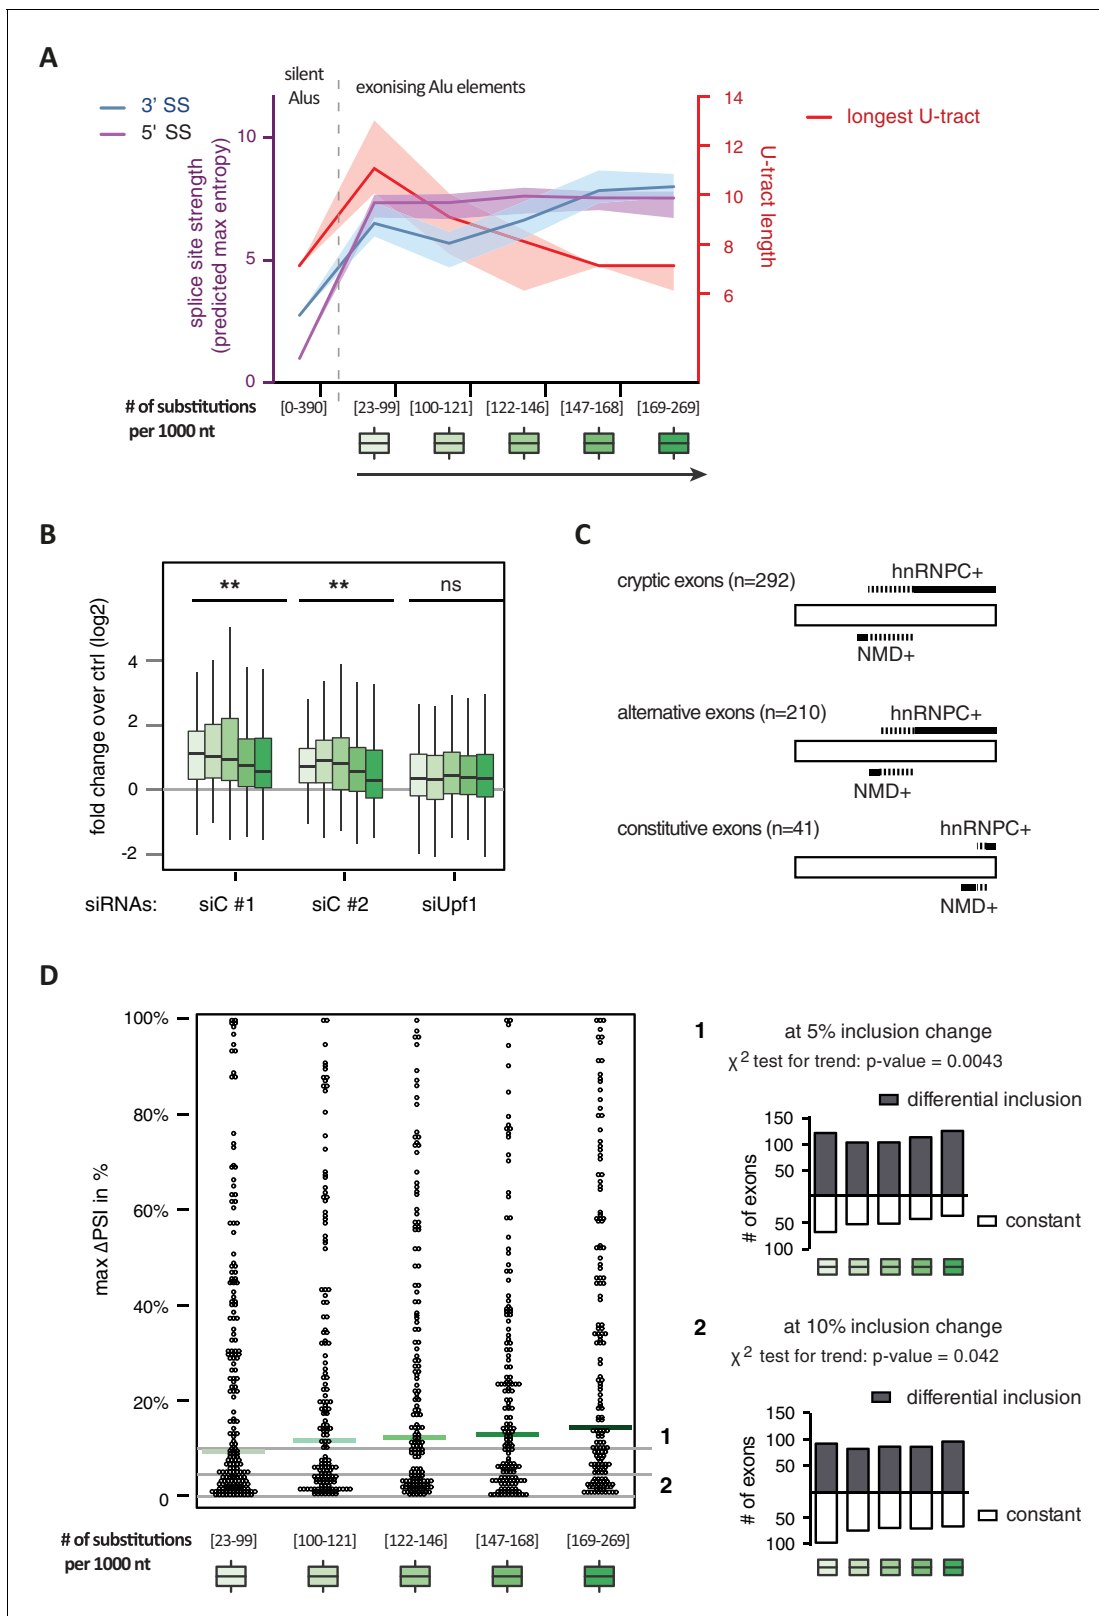 A
silent
Alus
exonising Alu elements
3' SS
5' SS
longest U-tract
splice site strength
(predicted max entropy)
10
5
0
14
12
10
8
6
U-tract length
# of substitutions
per 1000 nt
[0-390]
[23-99]
[100-121]
[122-146]
[147-168]
[169-269]
B
** ** ns
fold change over ctrl (log2)
4
2
0
-2
siRNAs: siC #1 siC #2 siUpf1
C
cryptic exons (n=292)
hnRNPC+
NMD+
alternative exons (n=210)
hnRNPC+
NMD+
constitutive exons (n=41)
hnRNPC+
NMD+
D
max ΔPSI in %
100%
80%
60%
40%
20%
0
1
2
# of substitutions
per 1000 nt
[23-99]
[100-121]
[122-146]
[147-168]
[169-269]
1 at 5% inclusion change
χ2 test for trend: p-value = 0.0043
differential inclusion
# of exons
150
100
50
50
100
constant
2 at 10% inclusion change
χ2 test for trend: p-value = 0.042
differential inclusion
# of exons
150
100
50
50
100
constant